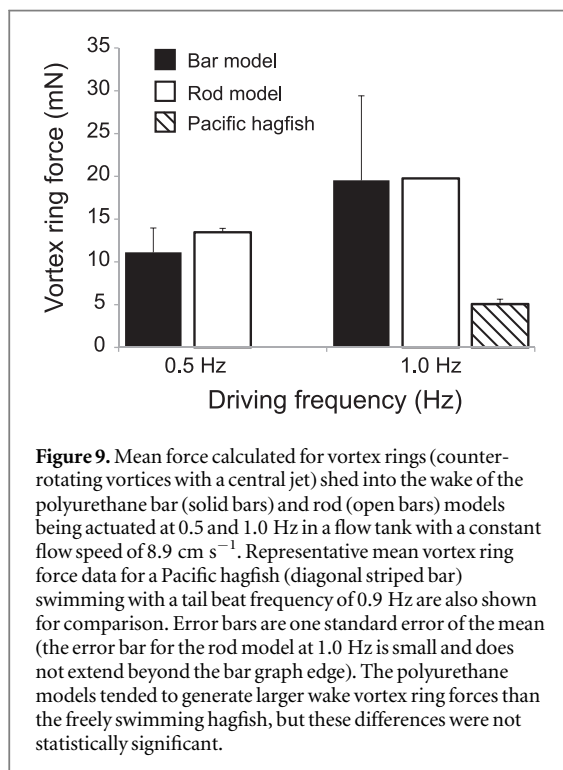 35
30
25
20
15
10
5
0
Vortex ring force (mN)
Bar model
Rod model
Pacific hagfish
0.5 Hz
1.0 Hz
Driving frequency (Hz)
Figure 9. Mean force calculated for vortex rings (counter-
rotating vortices with a central jet) shed into the wake of the
polyurethane bar (solid bars) and rod (open bars) models
being actuated at 0.5 and 1.0 Hz in a flow tank with a constant
flow speed of 8.9 cm s⁻¹. Representative mean vortex ring
force data for a Pacific hagfish (diagonal striped bar)
swimming with a tail beat frequency of 0.9 Hz are also shown
for comparison. Error bars are one standard error of the mean
(the error bar for the rod model at 1.0 Hz is small and does
not extend beyond the bar graph edge). The polyurethane
models tended to generate larger wake vortex ring forces than
the freely swimming hagfish, but these differences were not
statistically significant.